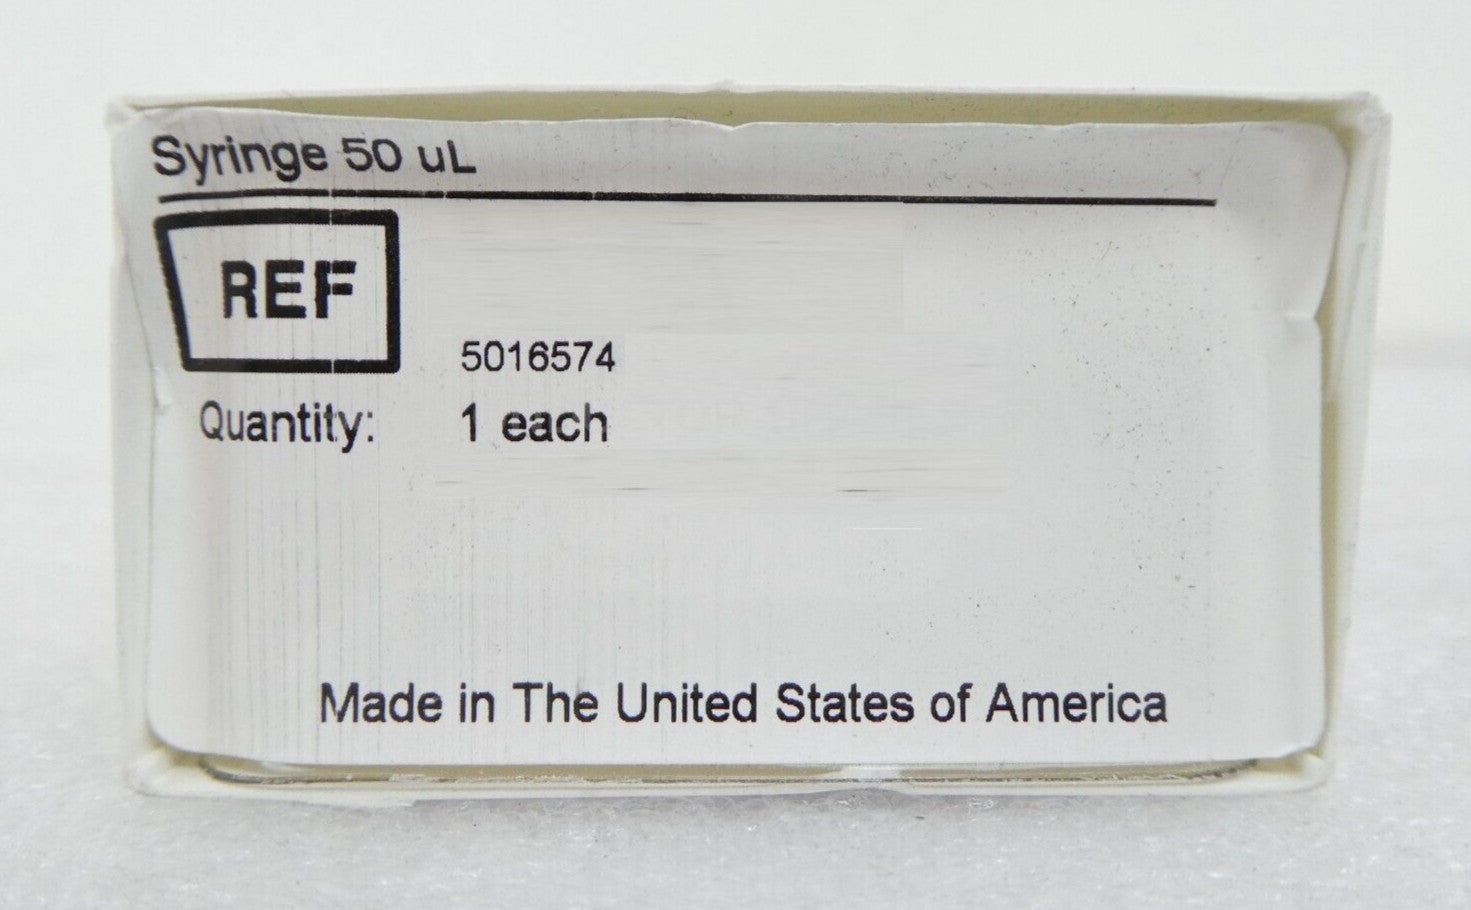 Syringe 50 uL
REF
5016574
Quantity: 1 each
Made in The United States of America